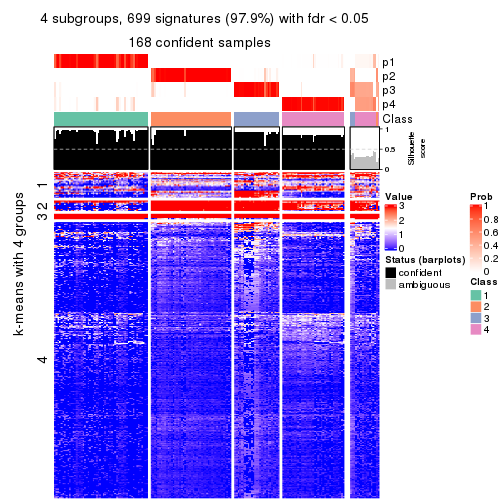 4 subgroups, 699 signatures (97.9%) with fdr < 0.05
168 confident samples
p1
p2
p3
p4
Class
1
0.5
0
Silhouette
score
k-means with 4 groups
1
2
3
4
Value
3
2
1
0
Status (barplots)
confident
ambiguous
Prob
1
0.8
0.6
0.4
0.2
0
Class
1
2
3
4